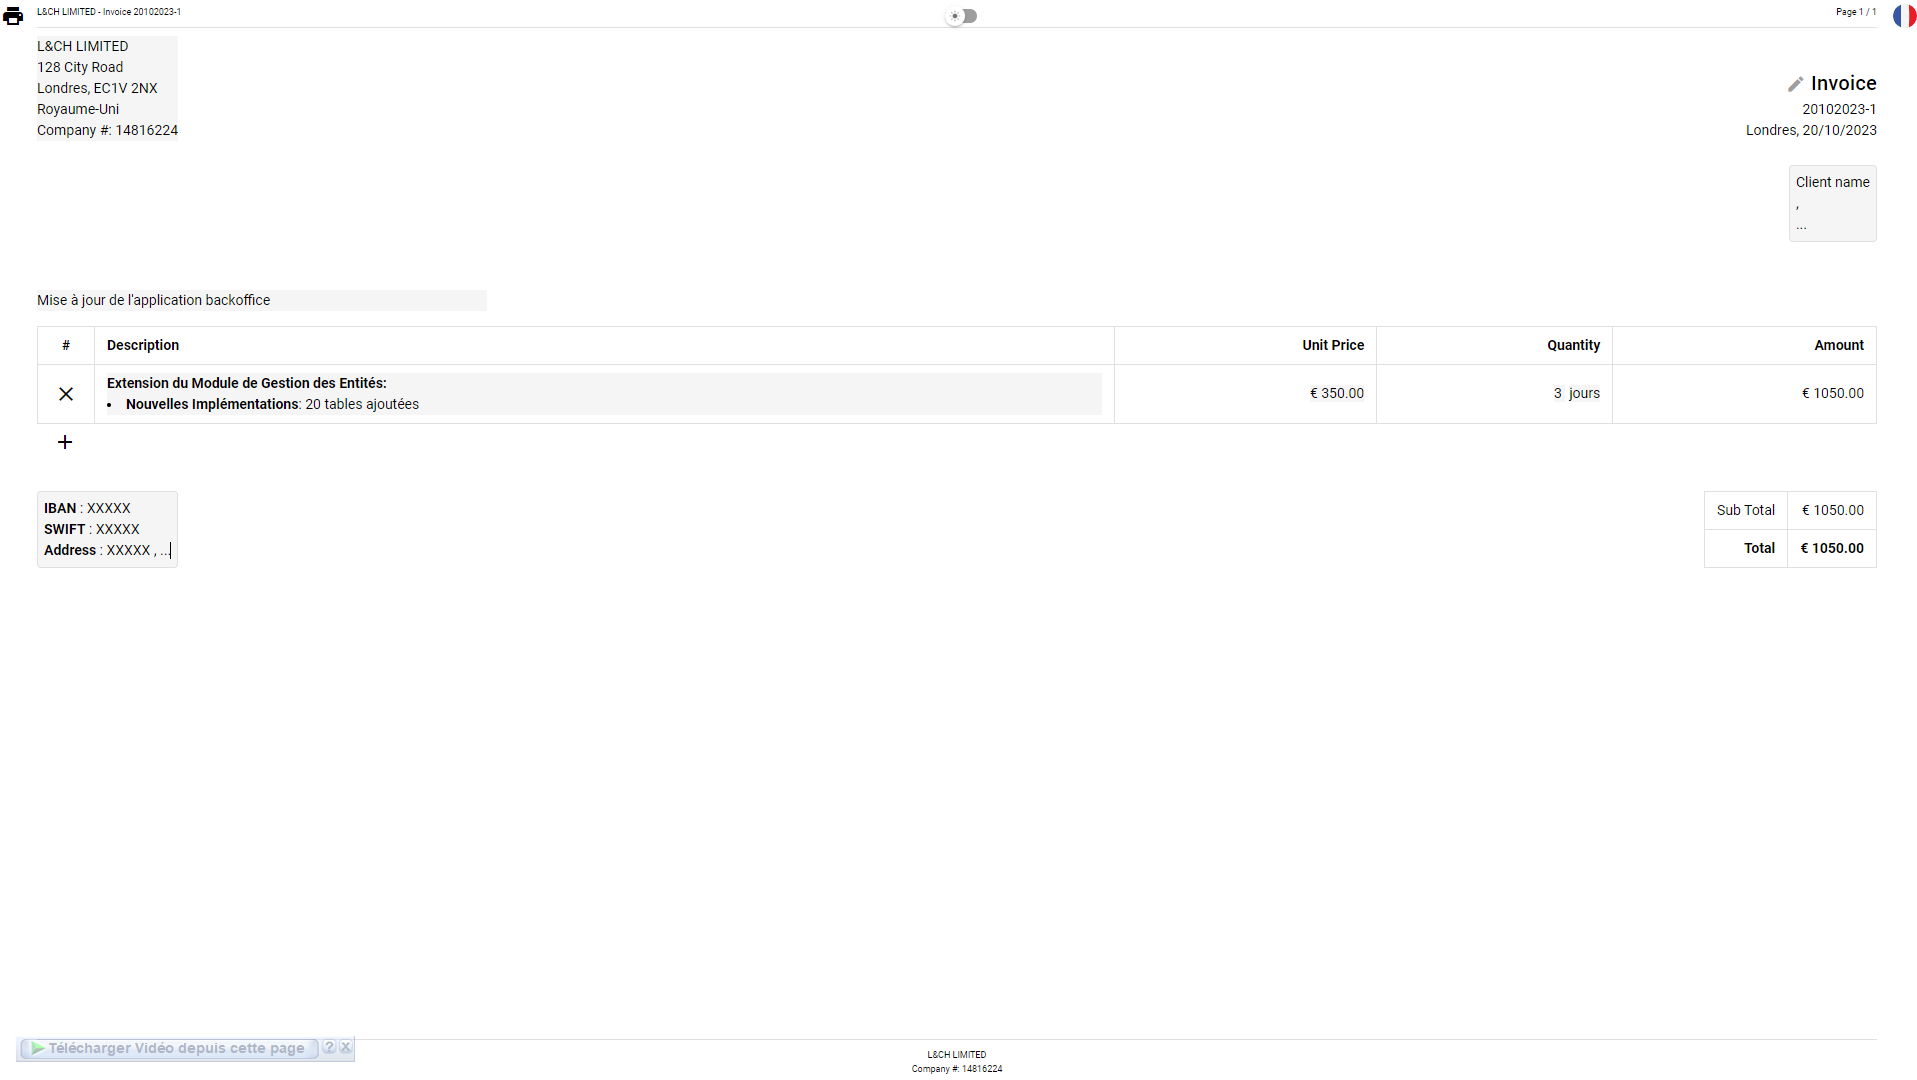 L&CH LIMITED - Invoice 20102023-1
Page 1 / 1
L&CH LIMITED
128 City Road
Londres, EC1V 2NX
Royaume-Uni
Company #: 14816224
Invoice
20102023-1
Londres, 20/10/2023
Client name
,
...
Mise à jour de l'application backoffice
# Description Unit Price Quantity Amount
Extension du Module de Gestion des Entités:
• Nouvelles Implémentations: 20 tables ajoutées
€ 350.00 3 jours € 1050.00
IBAN : XXXXX
SWIFT : XXXXX
Address : XXXXX , ...
Sub Total € 1050.00
Total € 1050.00
Télécharger Vidéo depuis cette page ? X
L&CH LIMITED
Company #: 14816224